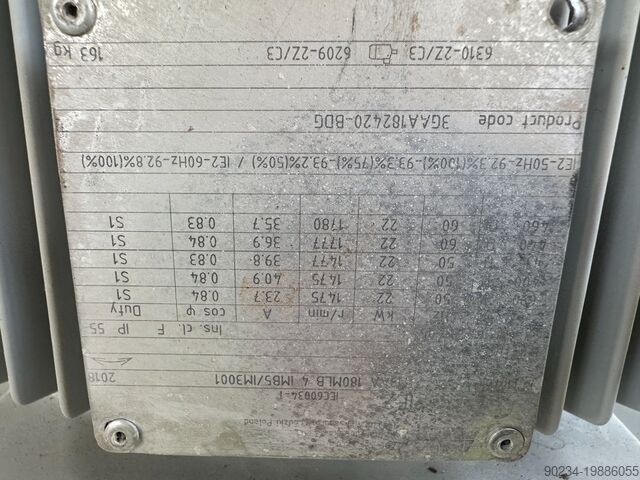 Poland
IEC60034-1
180MLB 4 IMB5/IM3001 2018
Ins. cl. F IP 55
Hz kW r/min A cos φ Duty
50 22 1475 23.7 0.84 S1
50 22 1475 40.9 0.84 S1
50 22 1477 39.8 0.83 S1
60 22 1777 36.9 0.84 S1
460 60 22 1780 35.7 0.83 S1
IE2-50Hz-92.3%(100%)-93.3%(75%)-93.2%(50%) / IE2-60Hz-92.8%(100%)
Product code 3GAA182420-BDG
6310-2Z/C3 6209-2Z/C3 163 kg
90234-19886055